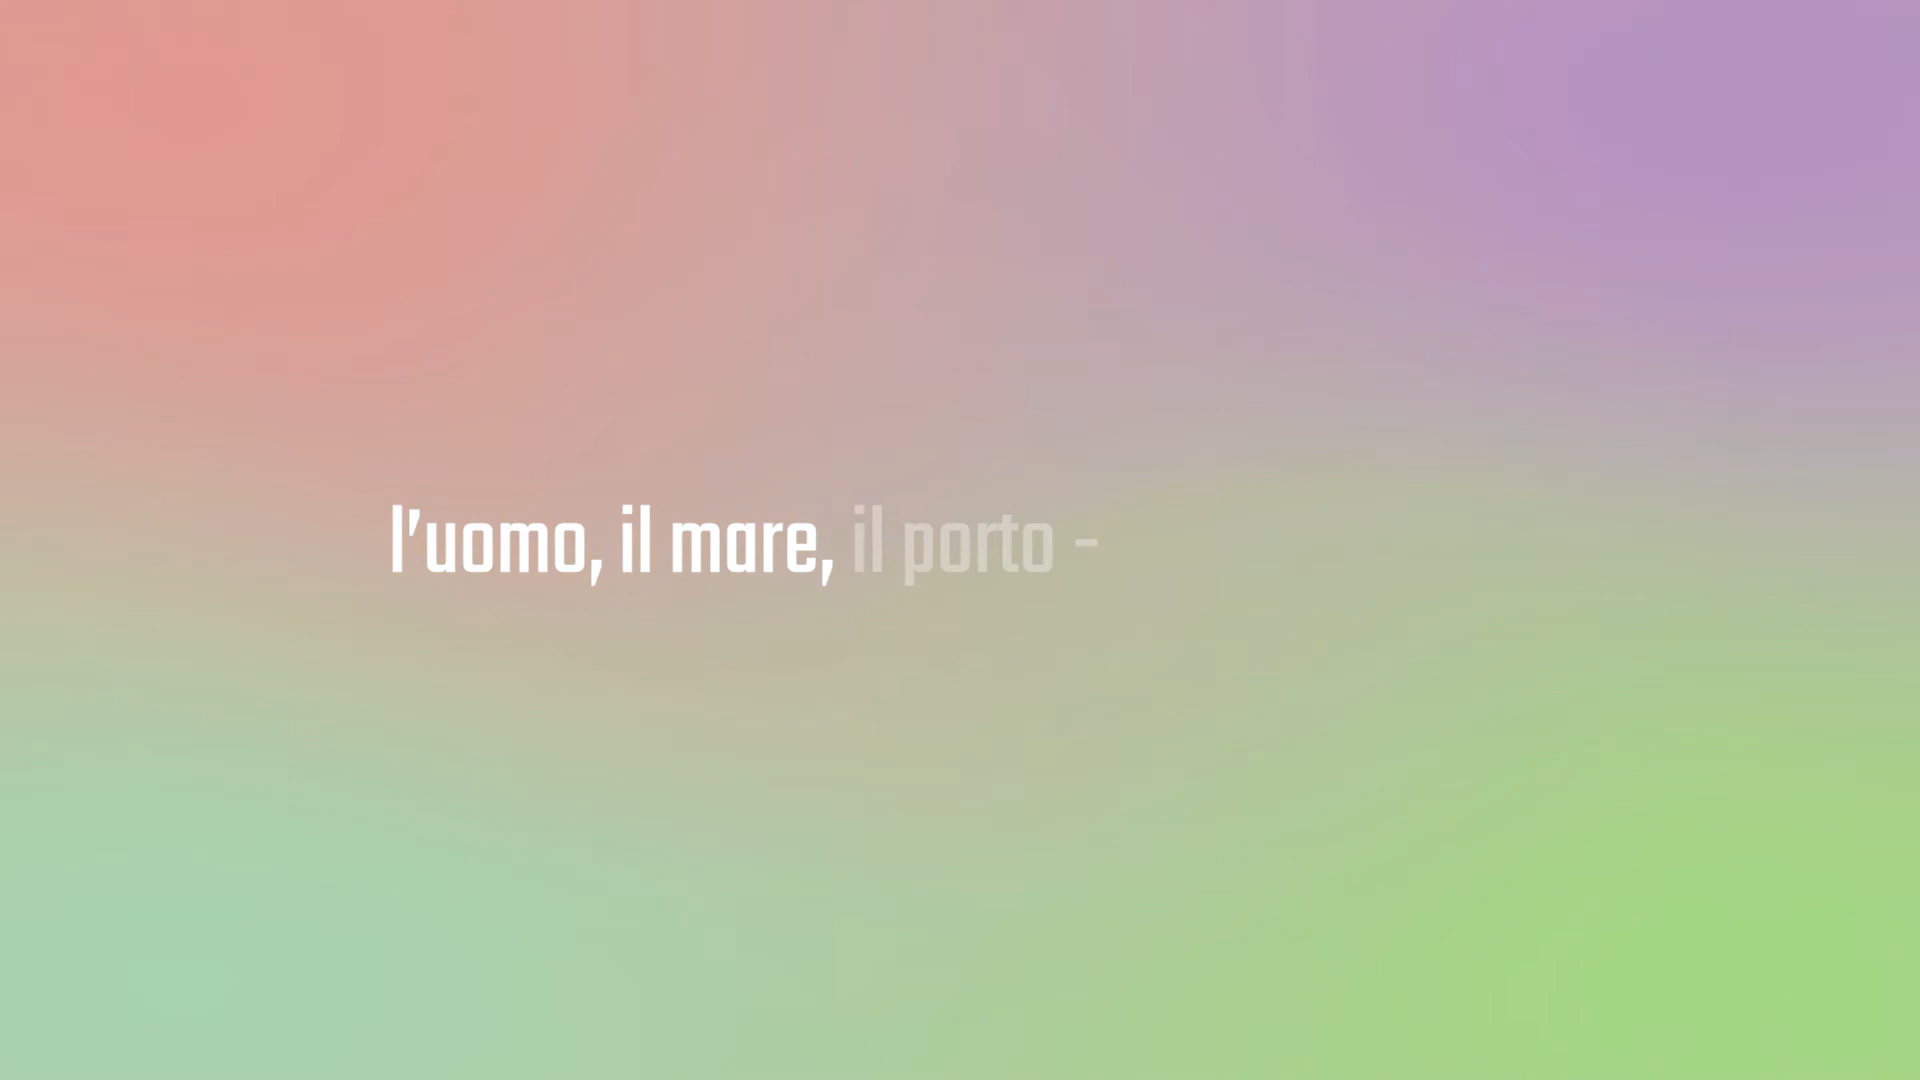 l'uomo, il mare, il porto -